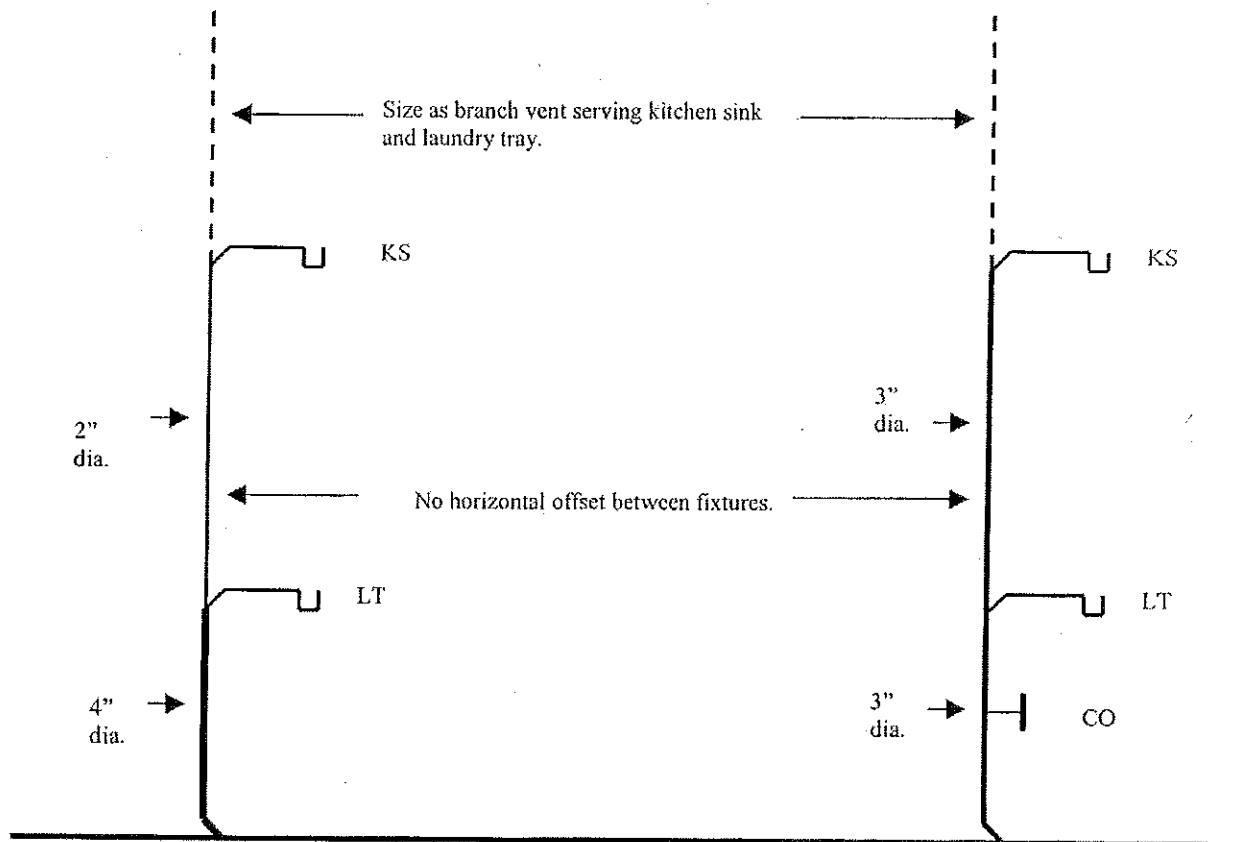 Size as branch vent serving kitchen sink
and laundry tray.
KS
KS
2”
dia.
3”
dia.
No horizontal offset between fixtures.
LT
LT
4”
dia.
3”
dia.
CO